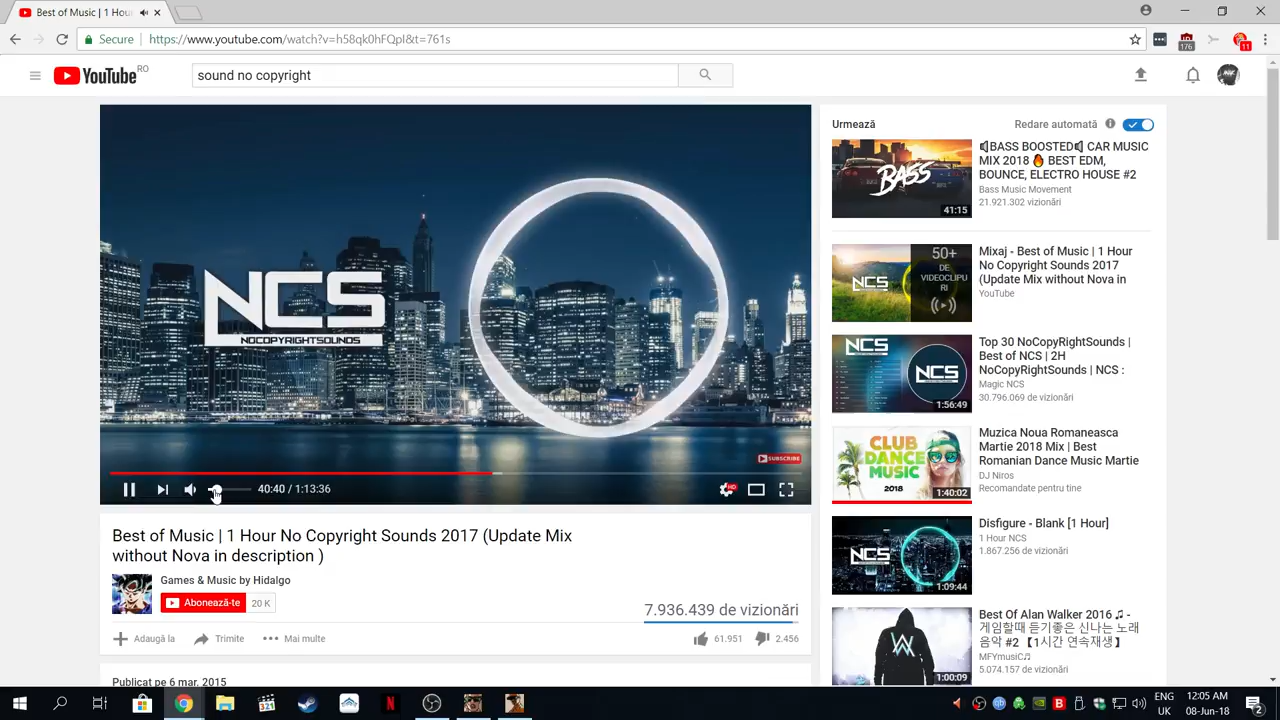 Best of Music | 1 Hour
Secure
https://www.youtube.com/watch?v=h58qk0hFQpI&t=761s
176
11
YouTube RO
sound no copyright
NCS
NOCOPYRIGHTSOUNDS
SUBSCRIBE
40:40 / 1:13:36
HD
Best of Music | 1 Hour No Copyright Sounds 2017 (Update Mix
without Nova in description )
Games & Music by Hidalgo
Abonează-te 20 K
7.936.439 de vizionări
Adaugă la Trimite Mai multe 61.951 2.456
Publicat pe 6 mar. 2015
Urmează Redare automată
BASS
41:15
BASS BOOSTED CAR MUSIC
MIX 2018 🔥 BEST EDM,
BOUNCE, ELECTRO HOUSE #2
Bass Music Movement
21.921.302 vizionări
NCS
50+
DE
VIDEOCLIPU
RI
Mixaj - Best of Music | 1 Hour
No Copyright Sounds 2017
(Update Mix without Nova in
YouTube
NCS
NCS
1:56:49
Top 30 NoCopyRightSounds |
Best of NCS | 2H
NoCopyRightSounds | NCS :
Magic NCS
30.796.069 de vizionări
CLUB
DANCE
MUSIC
2018
1:40:02
Muzica Noua Romaneasca
Martie 2018 Mix | Best
Romanian Dance Music Martie
DJ Niros
Recomandate pentru tine
NCS
1:09:44
Disfigure - Blank [1 Hour]
1 Hour NCS
1.867.256 de vizionări
1:00:09
Best Of Alan Walker 2016 ♫ -
게임할때 듣기좋은 신나는 노래
음악 #2 【1시간 연속재생】
MFYmusiC♫
5.074.157 de vizionări
321
N
B
ENG
UK
12:05 AM
08-Jun-18
2